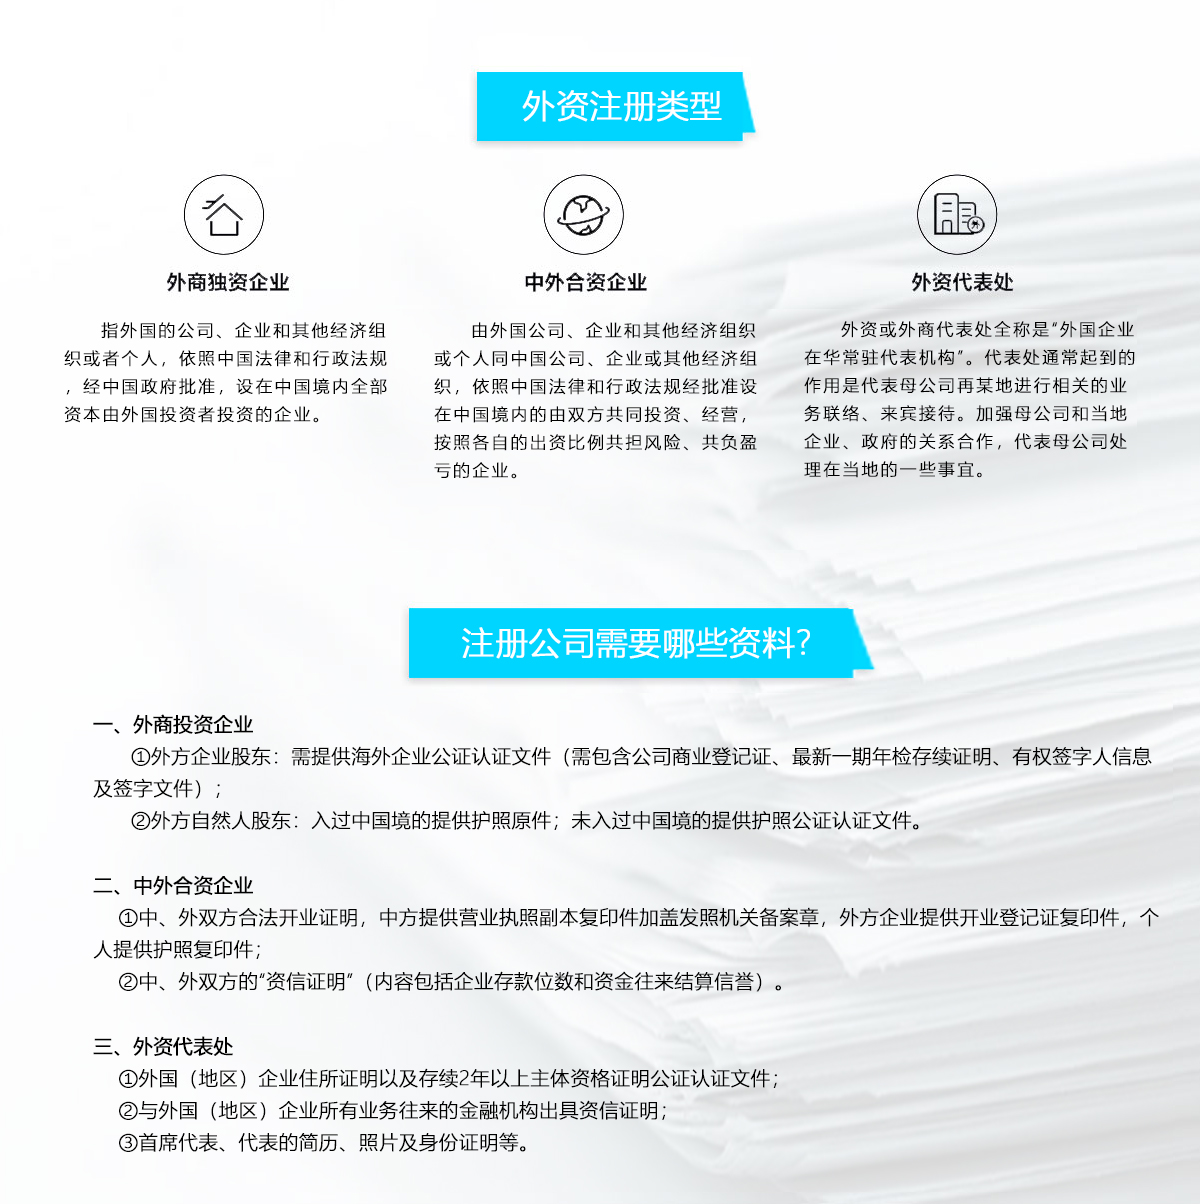 外资注册类型
外商独资企业
指外国的公司、企业和其他经济组
织或者个人，依照中国法律和行政法规
，经中国政府批准，设在中国境内全部
资本由外国投资者投资的企业。
中外合资企业
由外国公司、企业和其他经济组织
或个人同中国公司、企业或其他经济组
织，依照中国法律和行政法规经批准设
在中国境内的由双方共同投资、经营，
按照各自的出资比例共担风险、共负盈
亏的企业。
外资代表处
外资或外商代表处全称是“外国企业
在华常驻代表机构”。代表处通常起到的
作用是代表母公司再某地进行相关的业
务联络、来宾接待。加强母公司和当地
企业、政府的关系合作，代表母公司处
理在当地的一些事宜。
注册公司需要哪些资料？
一、外商投资企业
①外方企业股东：需提供海外企业公证认证文件（需包含公司商业登记证、最新一期年检存续证明、有权签字人信息
及签字文件）；
②外方自然人股东：入过中国境的提供护照原件；未入过中国境的提供护照公证认证文件。
二、中外合资企业
①中、外双方合法开业证明，中方提供营业执照副本复印件加盖发照机关备案章，外方企业提供开业登记证复印件，个
人提供护照复印件；
②中、外双方的“资信证明”（内容包括企业存款位数和资金往来结算信誉）。
三、外资代表处
①外国（地区）企业住所证明以及存续2年以上主体资格证明公证认证文件；
②与外国（地区）企业所有业务往来的金融机构出具资信证明；
③首席代表、代表的简历、照片及身份证明等。